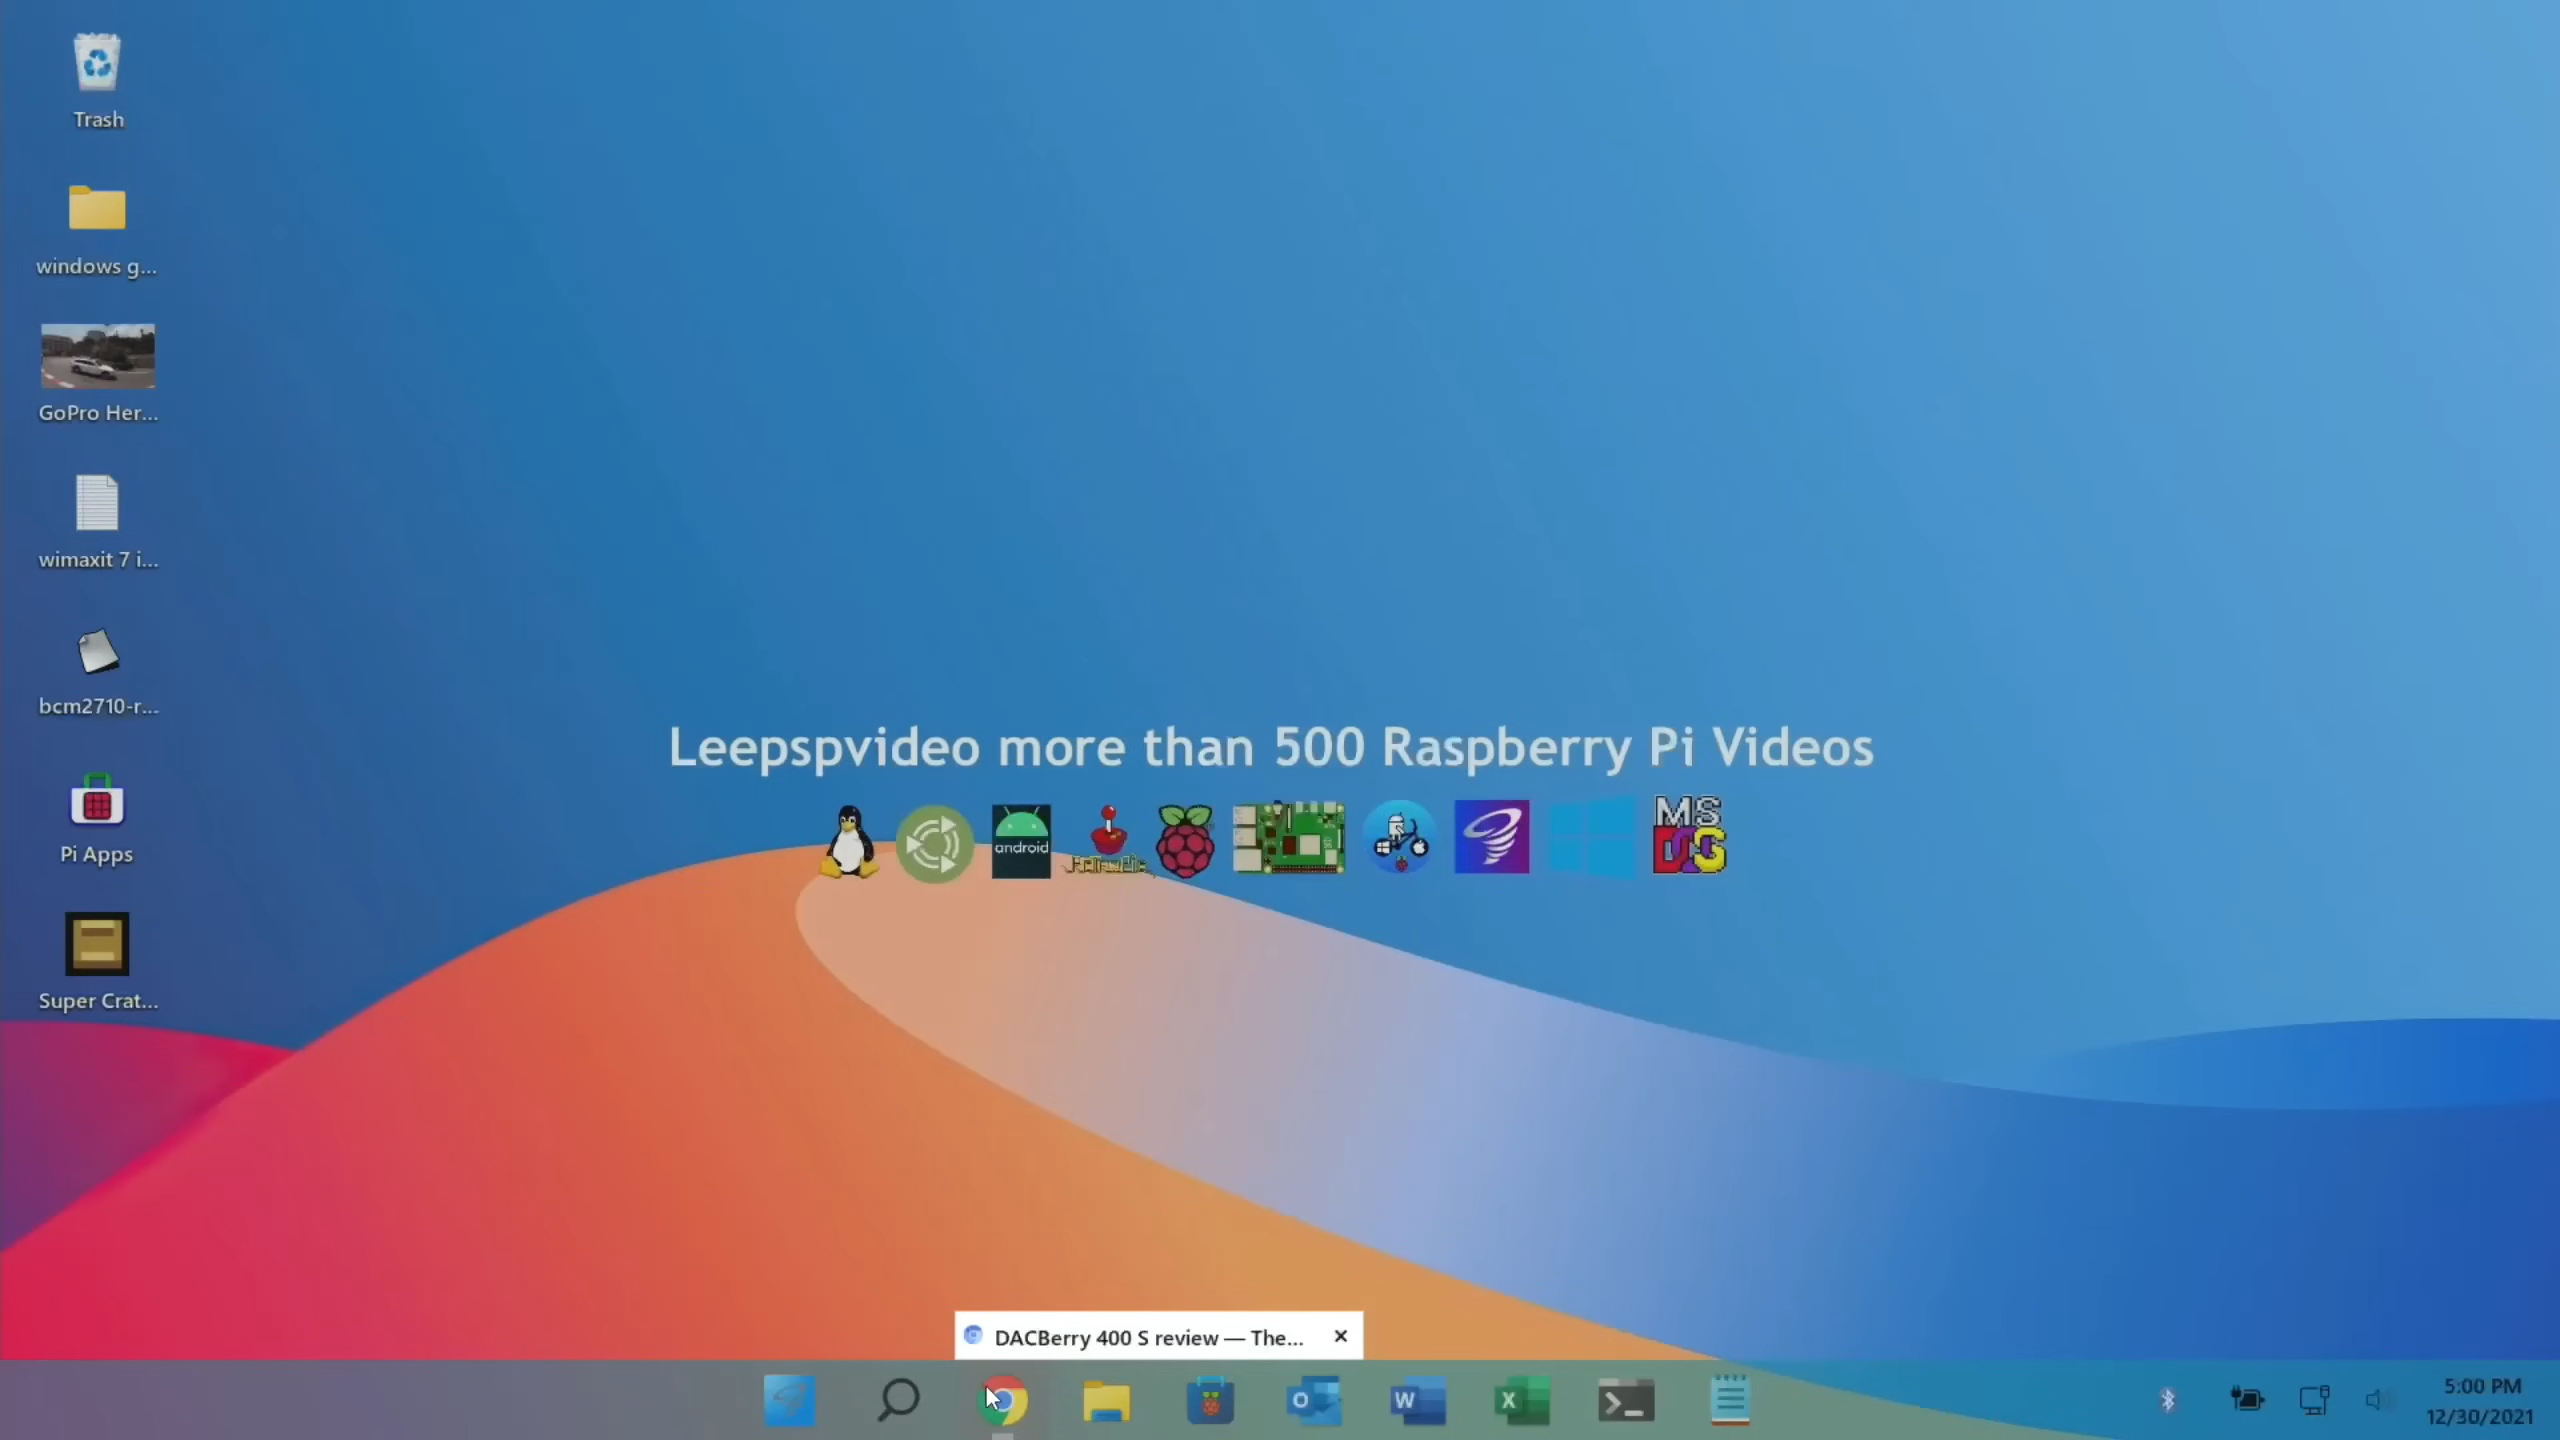 Trash
windows g...
GoPro Her...
wimaxit 7 i...
bcm2710-r...
Pi Apps
Super Crat...
Leepspvideo more than 500 Raspberry Pi Videos
android
MS
DOS
DACBerry 400 S review — The...
O
W
X
5:00 PM
12/30/2021